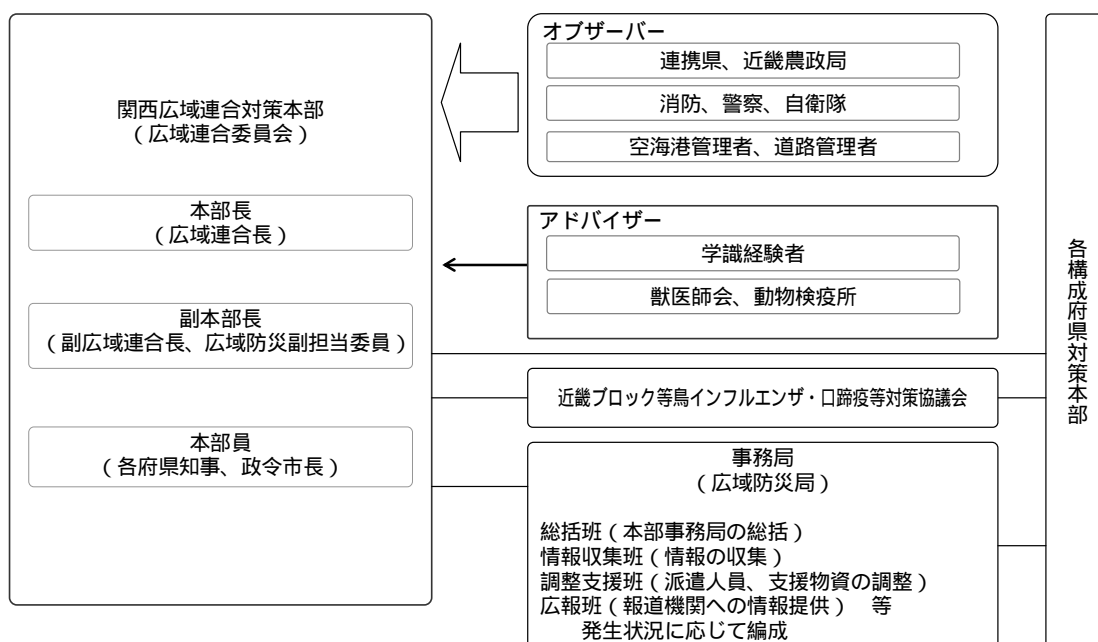 関西広域連合対策本部
（広域連合委員会）
本部長
（広域連合長）
副本部長
（副広域連合長、広域防災副担当委員）
本部員
（各府県知事、政令市長）
オブザーバー
連携県、近畿農政局
消防、警察、自衛隊
空海港管理者、道路管理者
アドバイザー
学識経験者
獣医師会、動物検疫所
近畿ブロック等鳥インフルエンザ・口蹄疫等対策協議会
事務局
（広域防災局）
総括班（本部事務局の総括）
情報収集班（情報の収集）
調整支援班（派遣人員、支援物資の調整）
広報班（報道機関への情報提供）　等
発生状況に応じて編成
各構成府県対策本部